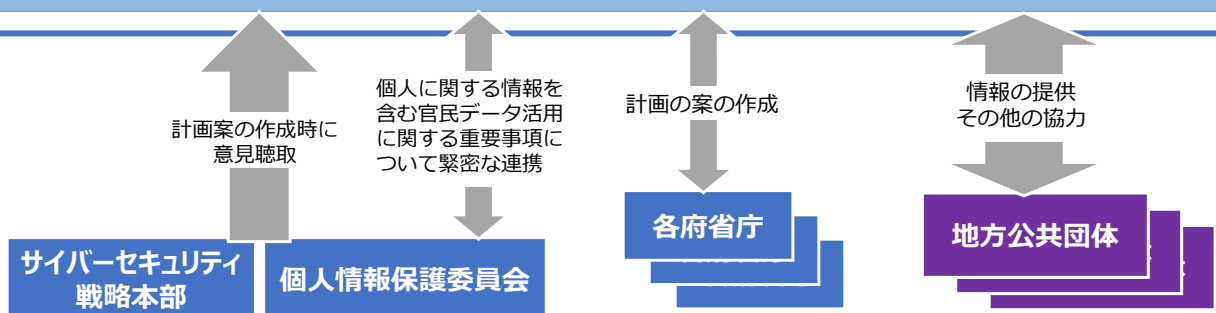 計画案の作成時に
意見聴取
個人に関する情報を
含む官民データ活用
に関する重要事項に
ついて緊密な連携
計画の案の作成
情報の提供
その他の協力
サイバーセキュリティ
戦略本部
個人情報保護委員会
各府省庁
地方公共団体